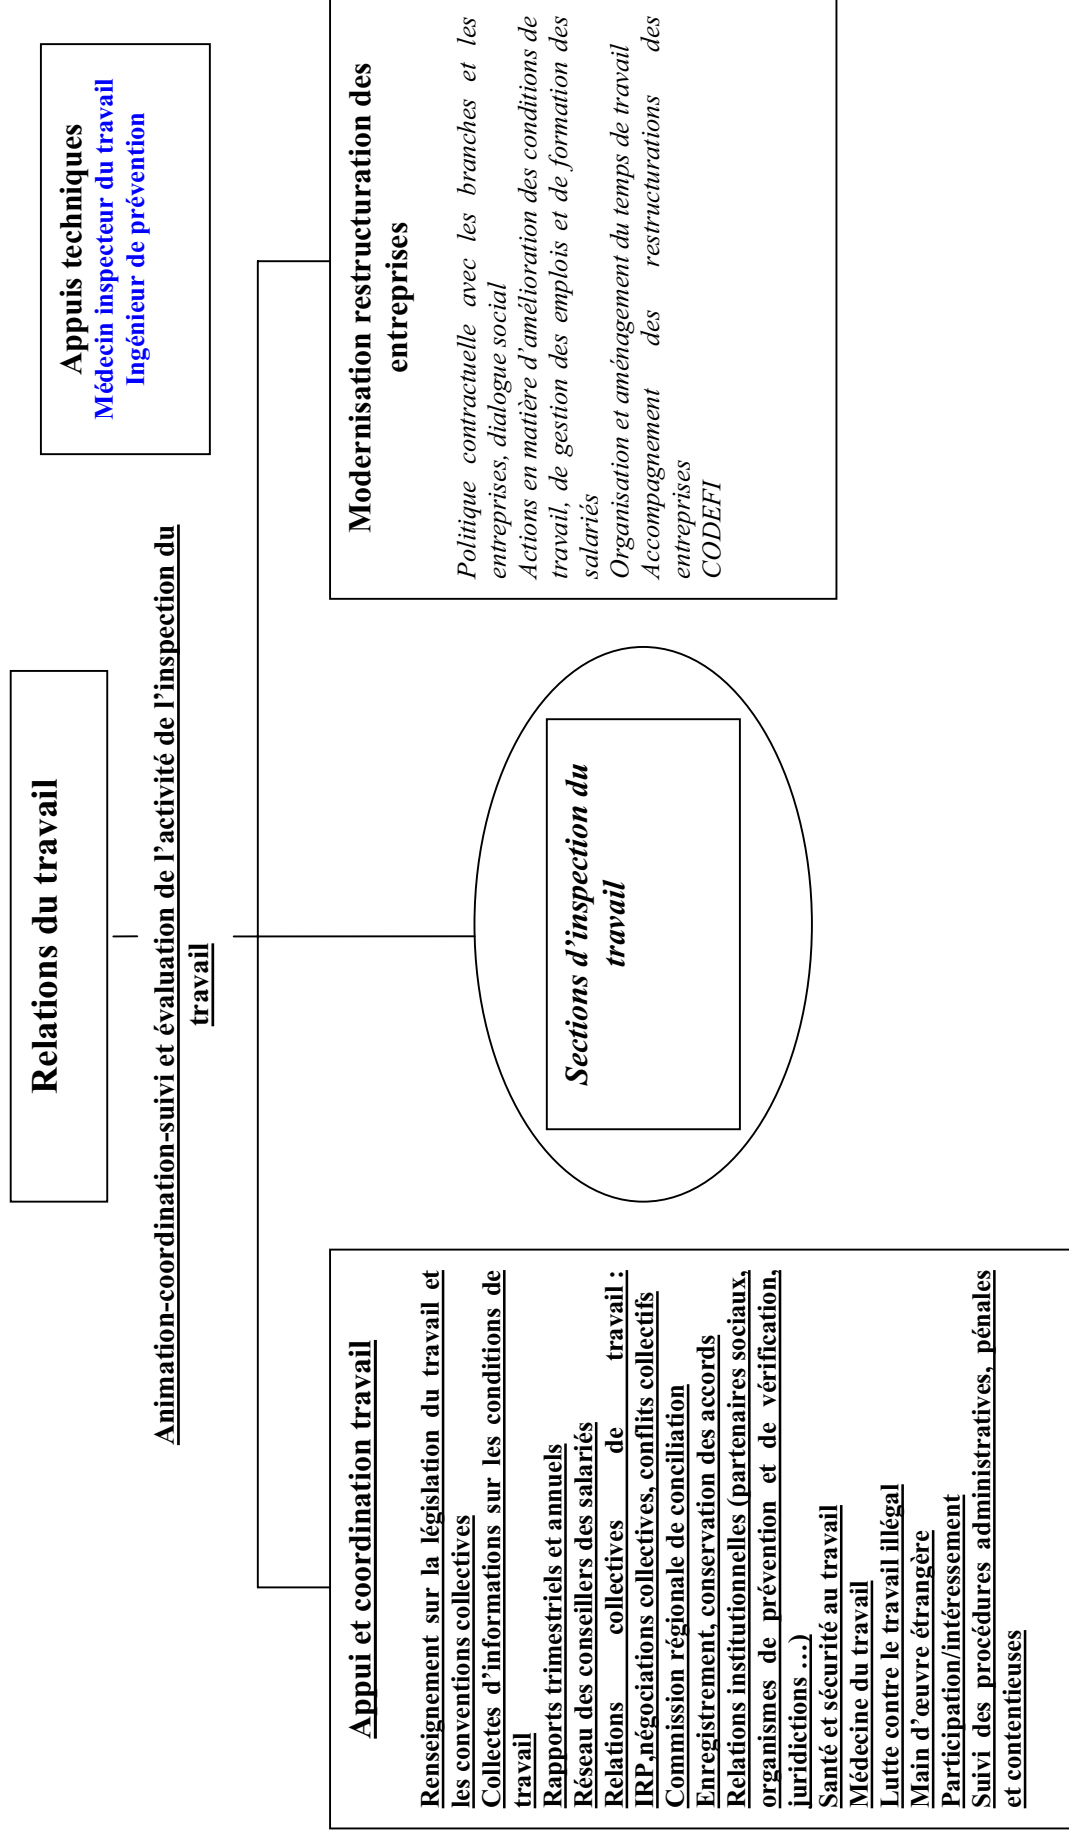 Relations du travail
Animation-coordination-suivi et évaluation de l'activité de l'inspection du
travail
Appuis techniques
Médecin inspecteur du travail
Ingénieur de prévention
Appui et coordination travail
Renseignement sur la législation du travail et
les conventions collectives
Collectes d'informations sur les conditions de
travail
Rapports trimestriels et annuels
Réseau des conseillers des salariés
Relations collectives de travail :
IRP,négociations collectives, conflits collectifs
Commission régionale de conciliation
Enregistrement, conservation des accords
Relations institutionnelles (partenaires sociaux,
organismes de prévention et de vérification,
juridictions ...)
Santé et sécurité au travail
Médecine du travail
Lutte contre le travail illégal
Main d'œuvre étrangère
Participation/intéressement
Suivi des procédures administratives, pénales
et contentieuses
Sections d'inspection du
travail
Modernisation restructuration des
entreprises
Politique contractuelle avec les branches et les
entreprises, dialogue social
Actions en matière d'amélioration des conditions de
travail, de gestion des emplois et de formation des
salariés
Organisation et aménagement du temps de travail
Accompagnement des restructurations des
entreprises
CODEFI